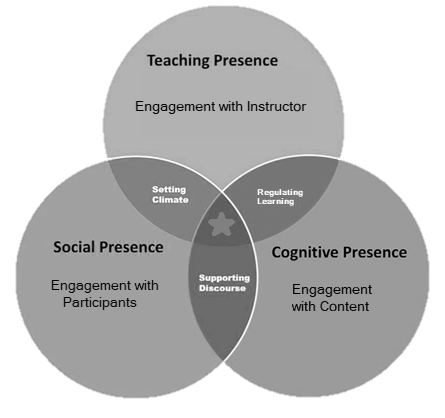 Teaching Presence
Engagement with Instructor
Setting
Climate
Regulating
Learning
Social Presence
Engagement with
Participants
Supporting
Discourse
Cognitive Presence
Engagement
with Content